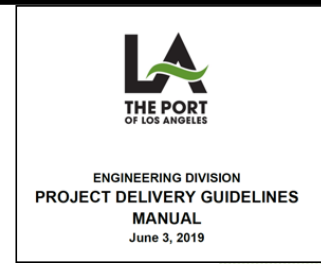 LA
THE PORT
OF LOS ANGELES
ENGINEERING DIVISION
PROJECT DELIVERY GUIDELINES
MANUAL
June 3, 2019